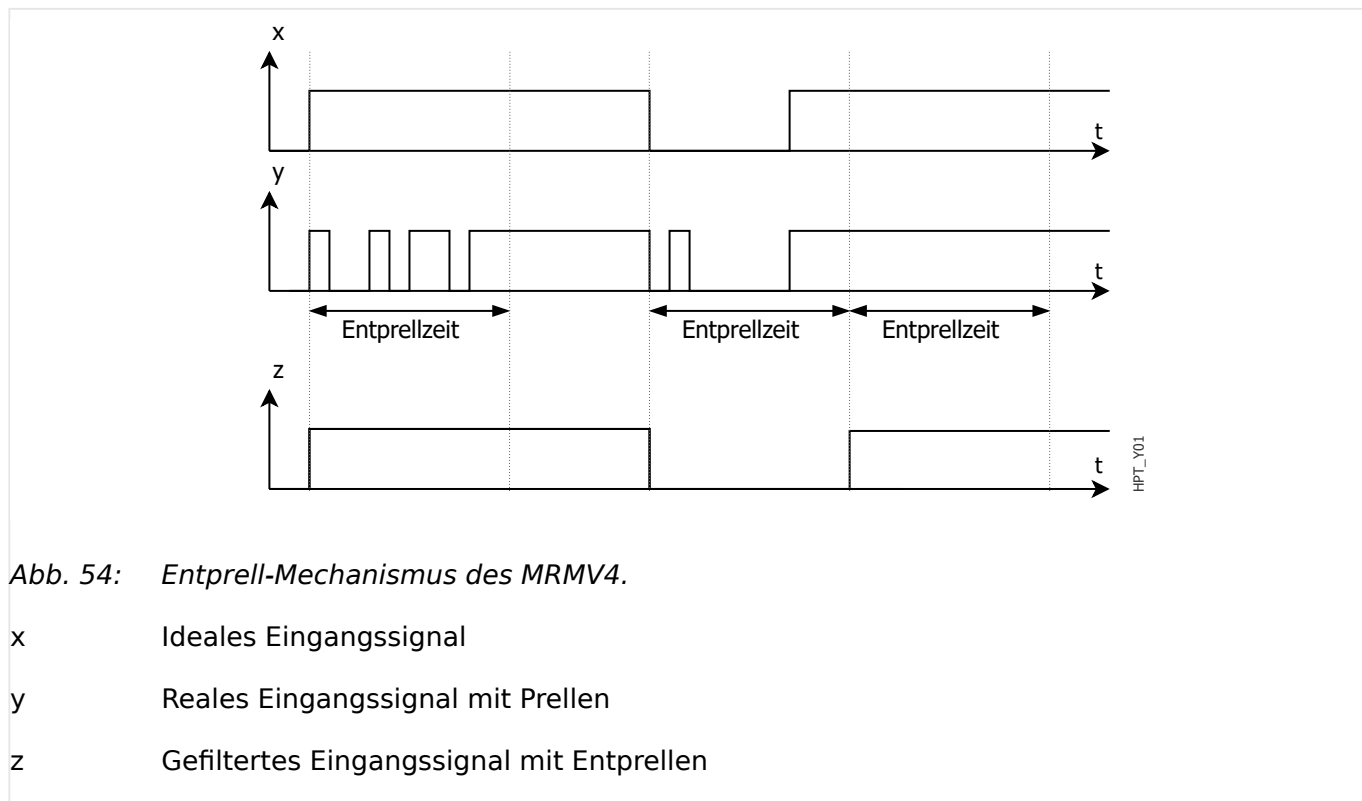 x
t
y
t
Entprellzeit Entprellzeit Entprellzeit
z
t
HPT_Y01
Abb. 54: Entprell-Mechanismus des MRMV4.
x Ideales Eingangssignal
y Reales Eingangssignal mit Prellen
z Gefiltertes Eingangssignal mit Entprellen